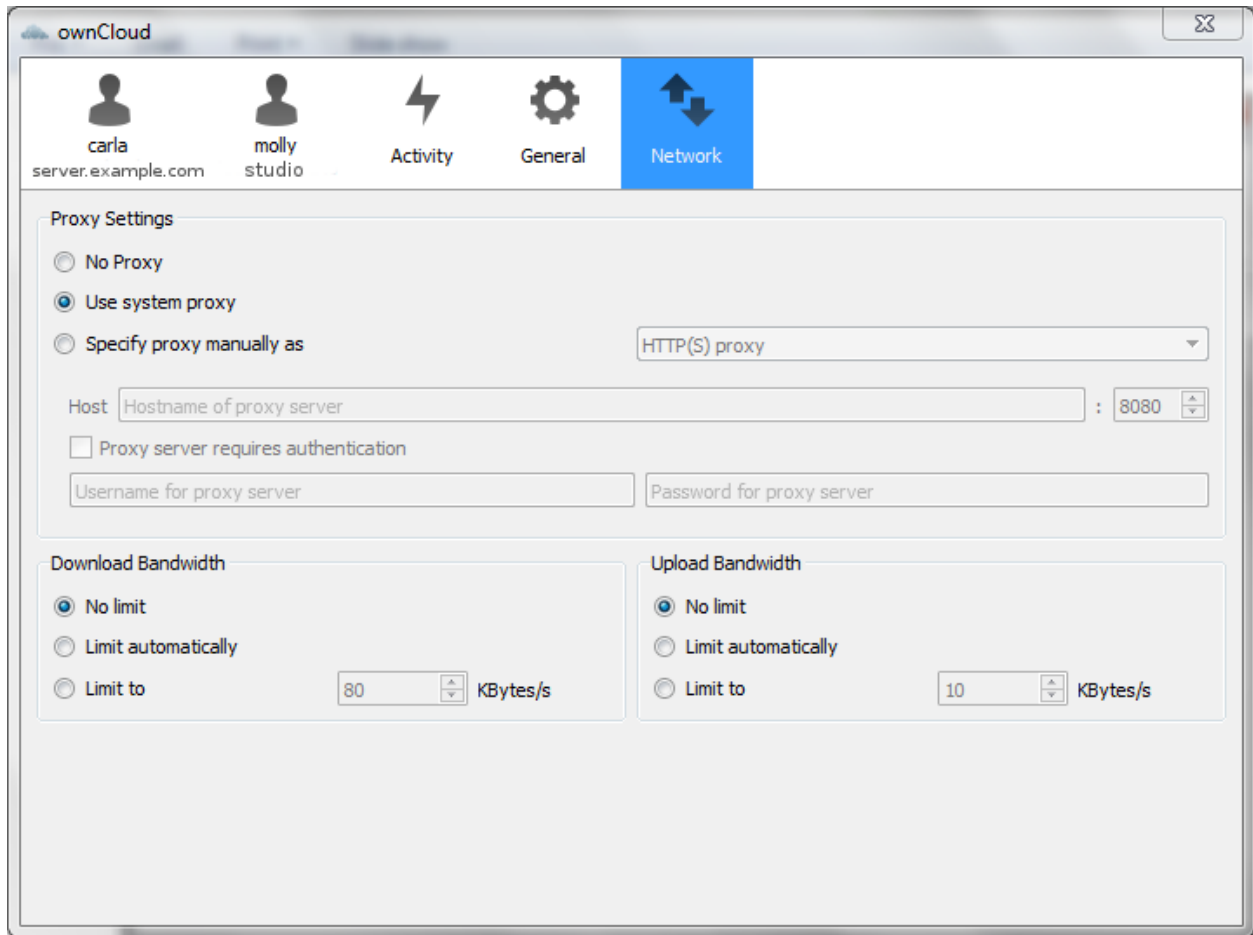 ownCloud
carla
server.example.com
molly
studio
Activity
General
Network
Proxy Settings
No Proxy
Use system proxy
Specify proxy manually as
HTTP(S) proxy
Host Hostname of proxy server : 8080
Proxy server requires authentication
Username for proxy server Password for proxy server
Download Bandwidth
No limit
Limit automatically
Limit to 80 KBytes/s
Upload Bandwidth
No limit
Limit automatically
Limit to 10 KBytes/s